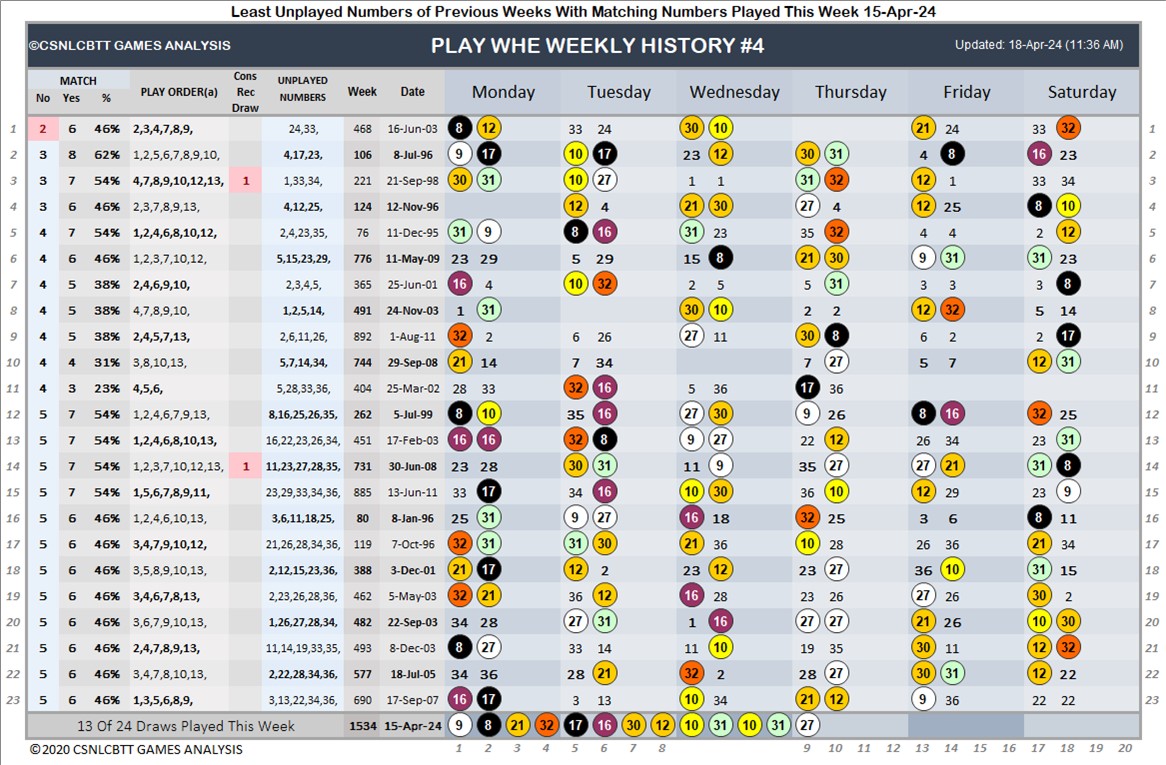 Least Unplayed Numbers of Previous Weeks With Matching Numbers Played This Week 15-Apr-24
©CSNLCBTT GAMES ANALYSIS PLAY WHE WEEKLY HISTORY #4 Updated: 18-Apr-24 (11:36 AM)
MATCH PLAY ORDER(a) Cons Rec Draw UNPLAYED NUMBERS Week Date Monday Tuesday Wednesday Thursday Friday Saturday
No Yes %
1 2 6 46% 2,3,4,7,8,9, 24,33, 468 16-Jun-03 8 12 33 24 30 10 21 24 33 32 1
2 3 8 62% 1,2,5,6,7,8,9,10, 4,17,23, 106 8-Jul-96 9 17 10 17 23 12 30 31 4 8 16 23 2
3 3 7 54% 4,7,8,9,10,12,13, 1 1,33,34, 221 21-Sep-98 30 31 10 27 1 1 31 32 12 1 33 34 3
4 3 6 46% 2,3,7,8,9,13, 4,12,25, 124 12-Nov-96 12 4 21 30 27 4 12 25 8 10 4
5 4 7 54% 1,2,4,6,8,10,12, 2,4,23,35, 76 11-Dec-95 31 9 8 16 31 23 35 32 4 4 2 12 5
6 4 6 46% 1,2,3,7,10,12, 5,15,23,29, 776 11-May-09 23 29 5 29 15 8 21 30 9 31 31 23 6
7 4 5 38% 2,4,6,9,10, 2,3,4,5, 365 25-Jun-01 16 4 10 32 2 5 5 31 3 3 3 8 7
8 4 5 38% 4,7,8,9,10, 1,2,5,14, 491 24-Nov-03 1 31 30 10 2 2 12 32 5 14 8
9 4 5 38% 2,4,5,7,13, 2,6,11,26, 892 1-Aug-11 32 2 6 26 27 11 30 8 6 2 2 17 9
10 4 4 31% 3,8,10,13, 5,7,14,34, 744 29-Sep-08 21 14 7 34 7 27 5 7 12 31 10
11 4 3 23% 4,5,6, 5,28,33,36, 404 25-Mar-02 28 33 32 16 5 36 17 36 11
12 5 7 54% 1,2,4,6,7,9,13, 8,16,25,26,35, 262 5-Jul-99 8 10 35 16 27 30 9 26 8 16 32 25 12
13 5 7 54% 1,2,4,6,8,10,13, 16,22,23,26,34, 451 17-Feb-03 16 16 32 8 9 27 22 12 26 34 23 31 13
14 5 7 54% 1,2,3,7,10,12,13, 1 11,23,27,28,35, 731 30-Jun-08 23 28 30 31 11 9 35 27 27 21 31 8 14
15 5 7 54% 1,5,6,7,8,9,11, 23,29,33,34,36, 885 13-Jun-11 33 17 34 16 10 30 36 10 12 29 23 9 15
16 5 6 46% 1,2,4,6,10,13, 3,6,11,18,25, 80 8-Jan-96 25 31 9 27 16 18 32 25 3 6 8 11 16
17 5 6 46% 3,4,7,9,10,12, 21,26,28,34,36, 119 7-Oct-96 32 31 31 30 21 36 10 28 26 36 21 34 17
18 5 6 46% 3,5,8,9,10,13, 2,12,15,23,36, 388 3-Dec-01 21 17 12 2 23 12 23 27 36 10 31 15 18
19 5 6 46% 3,4,6,7,8,13, 2,23,26,28,36, 462 5-May-03 32 21 36 12 16 28 23 26 27 26 30 2 19
20 5 6 46% 3,6,7,9,10,13, 1,26,27,28,34, 482 22-Sep-03 34 28 27 31 1 16 27 27 21 26 10 30 20
21 5 6 46% 2,4,7,8,9,13, 11,14,19,33,35, 493 8-Dec-03 8 27 33 14 11 10 19 35 30 11 12 32 21
22 5 6 46% 3,4,7,8,10,13, 2,22,28,34,36, 577 18-Jul-05 34 36 28 21 32 2 28 27 30 31 12 22 22
23 5 6 46% 1,3,5,6,8,9, 3,13,22,34,36, 690 17-Sep-07 16 17 3 13 10 34 21 12 9 36 22 22 23
13 Of 24 Draws Played This Week 1534 15-Apr-24 9 8 21 32 17 16 30 12 10 31 10 31 27
© 2020 CSNLCBTT GAMES ANALYSIS 1 2 3 4 5 6 7 8 9 10 11 12 13 14 15 16 17 18 19 20